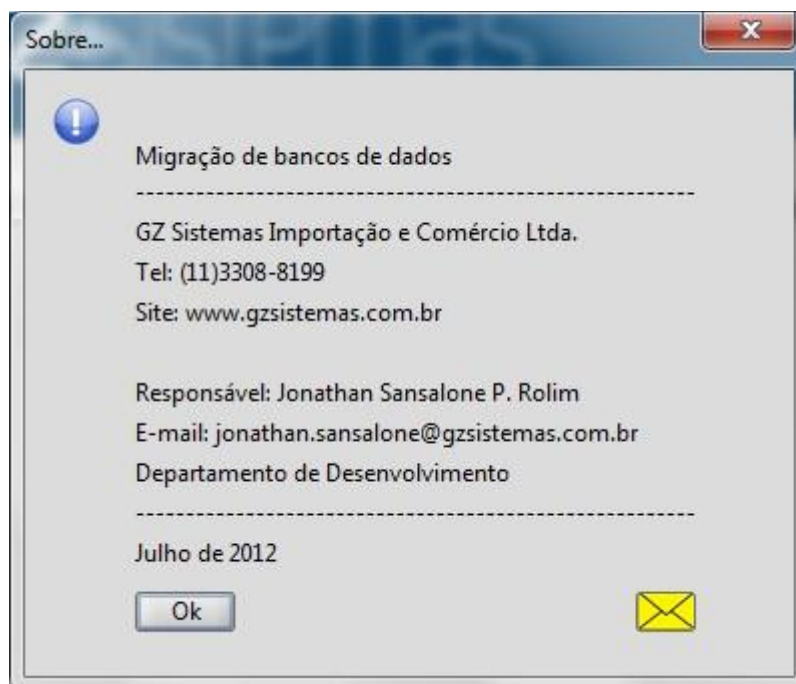 Sobre...
Migração de bancos de dados
--------------------------------------------------------
GZ Sistemas Importação e Comércio Ltda.
Tel: (11)3308-8199
Site: www.gzsistemas.com.br
Responsável: Jonathan Sansalone P. Rolim
E-mail: jonathan.sansalone@gzsistemas.com.br
Departamento de Desenvolvimento
--------------------------------------------------------
Julho de 2012
Ok